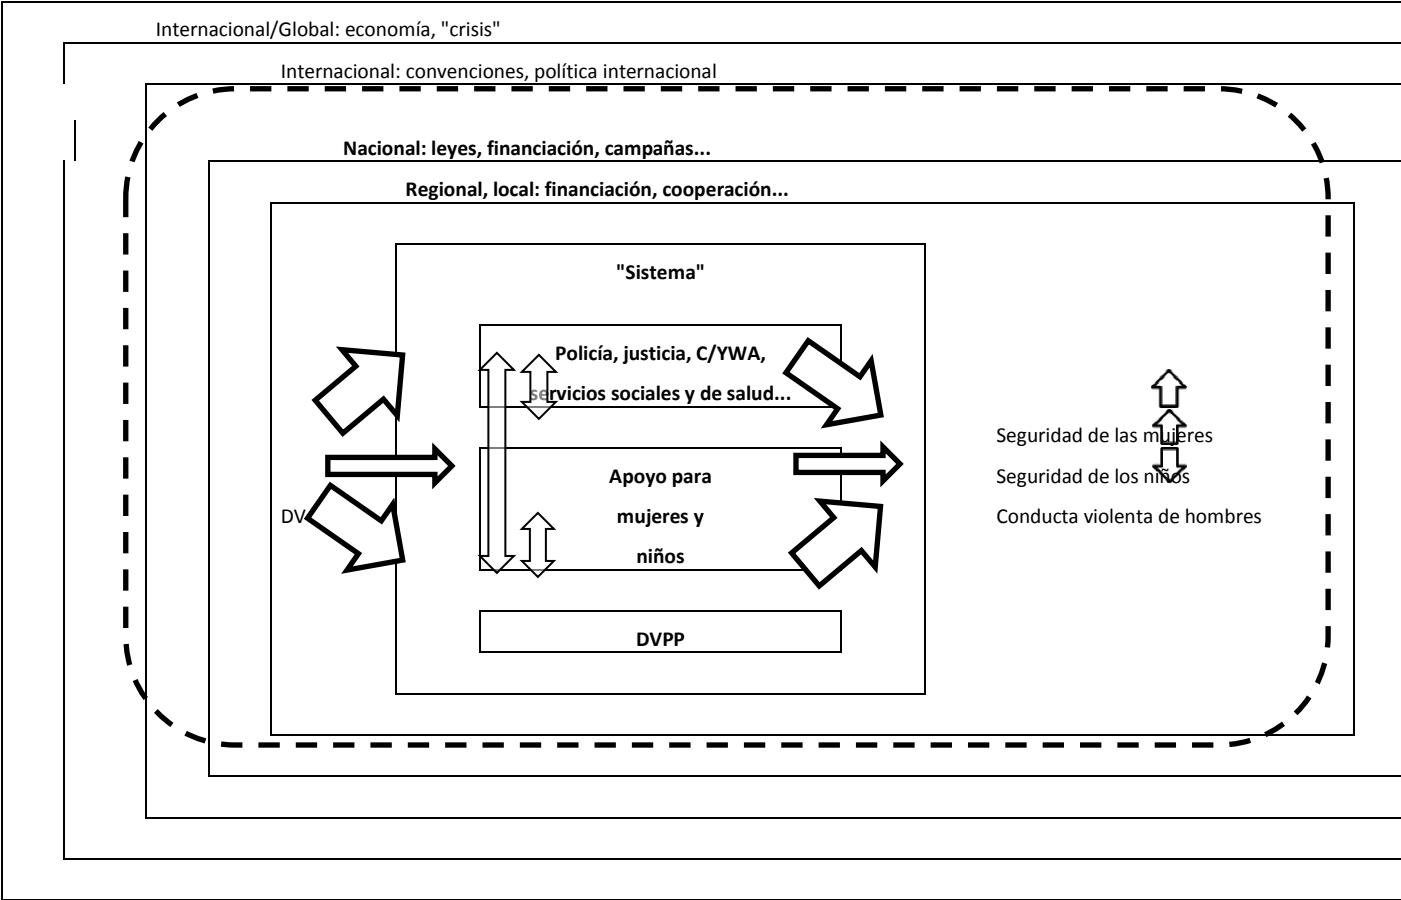 Internacional/Global: economía, "crisis"
Internacional: convenciones, política internacional
Nacional: leyes, financiación, campañas...
Regional, local: financiación, cooperación...
"Sistema"
Policía, justicia, C/YWA,
servicios sociales y de salud...
Seguridad de las mujeres
Apoyo para
Seguridad de los niños
DV
mujeres y
Conducta violenta de hombres
niños
DVPP